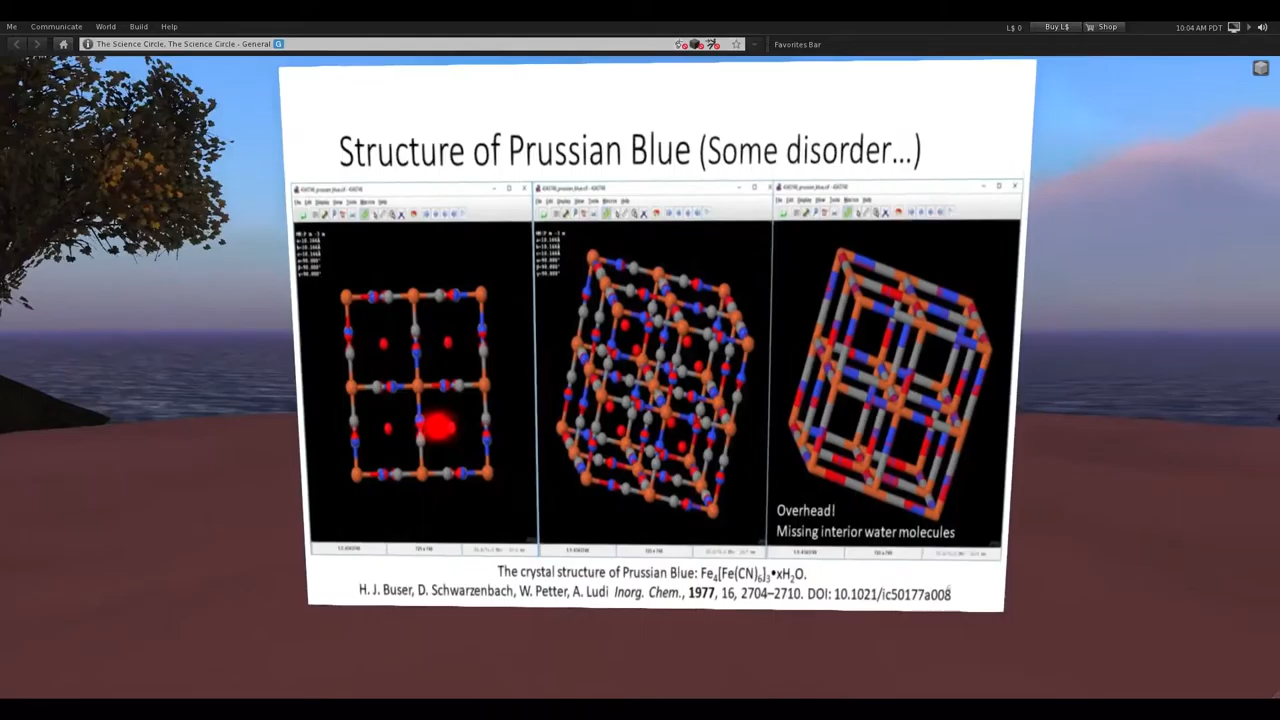 Me Communicate World Build Help
L$ 0 Buy L$ Shop 10:04 AM PDT
The Science Circle, The Science Circle - General G
Favorites Bar
Structure of Prussian Blue (Some disorder...)
Overhead!
Missing interior water molecules
The crystal structure of Prussian Blue: Fe4[Fe(CN)6]3•xH2O.
H. J. Buser, D. Schwarzenbach, W. Petter, A. Ludi Inorg. Chem., 1977, 16, 2704–2710. DOI: 10.1021/ic50177a008